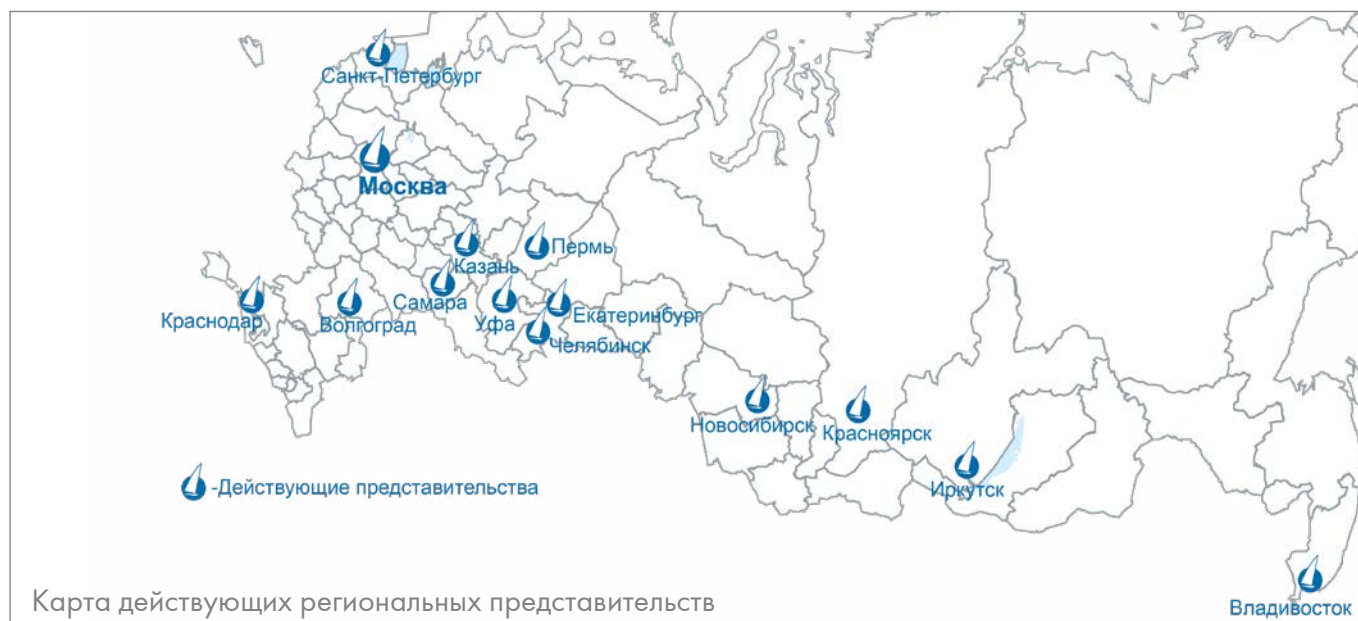 Санкт-Петербург
Москва
Пермь
Казань
Самара
Уфа
Екатеринбург
Краснодар
Волгоград
Челябинск
Новосибирск
Красноярск
Иркутск
-Действующие представительства
Владивосток
Карта действующих региональных представительств